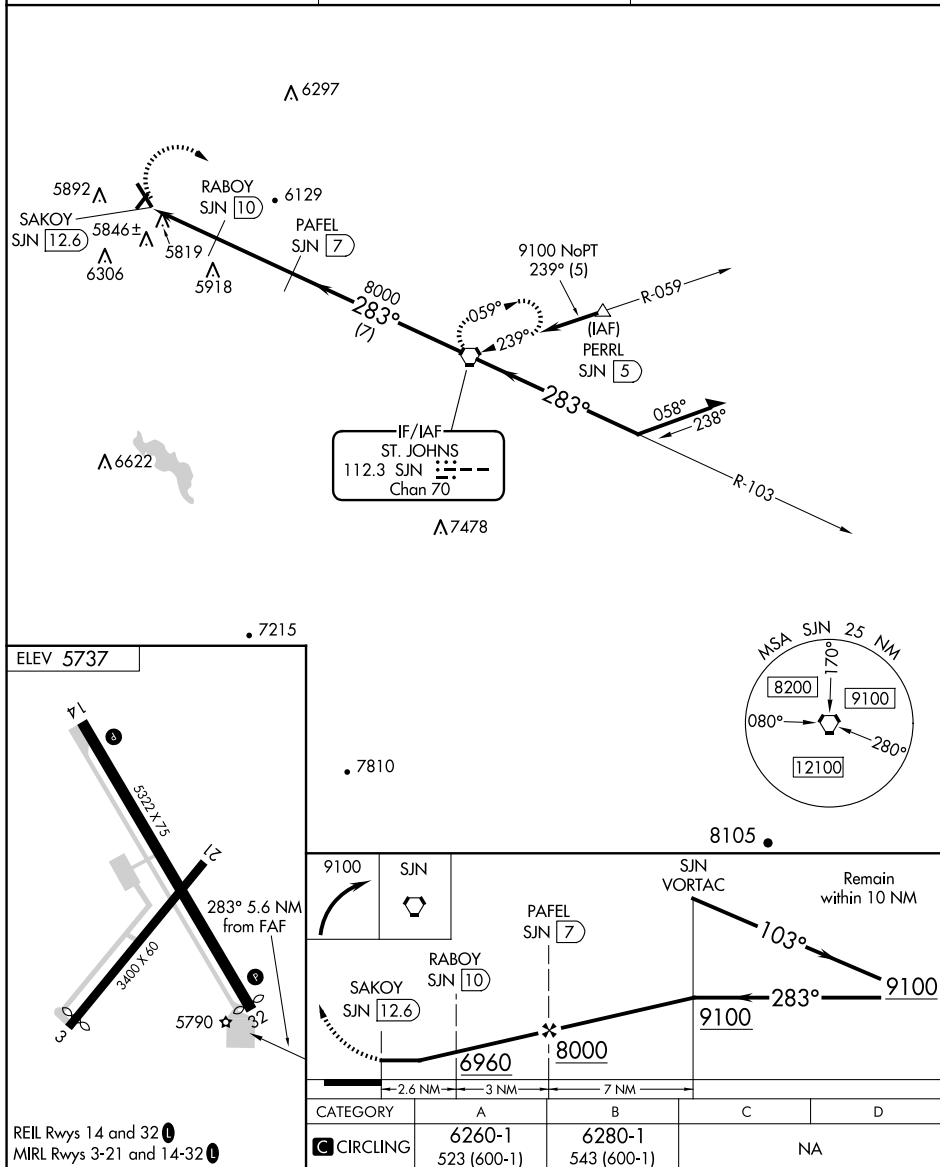 6297
5892
SAKOY
SJN 12.6
5846±
5819
6306
5918
RABOY
SJN 10
6129
PAFEL
SJN 7
8000
283°
(7)
9100 NoPT
239° (5)
R-059
059°
239°
(IAF)
PERRL
SJN 5
283°
058°
238°
R-103
IF/IAF
ST. JOHNS
112.3 SJN
Chan 70
6622
7478
7215
7810
8105
MSA SJN 25 NM
170°
8200
9100
080°
280°
12100
ELEV 5737
14
P
5322 X 75
21
3400 X 60
283° 5.6 NM
from FAF
P
3
5790
32
REIL Rwys 14 and 32 L
MIRL Rwys 3-21 and 14-32 L
9100
SJN
SJN
VORTAC
Remain
within 10 NM
PAFEL
SJN 7
RABOY
SJN 10
SAKOY
SJN 12.6
103°
9100
283°
9100
8000
6960
2.6 NM
3 NM
7 NM
CATEGORY A B C D
C CIRCLING
6260-1
523 (600-1)
6280-1
543 (600-1)
NA